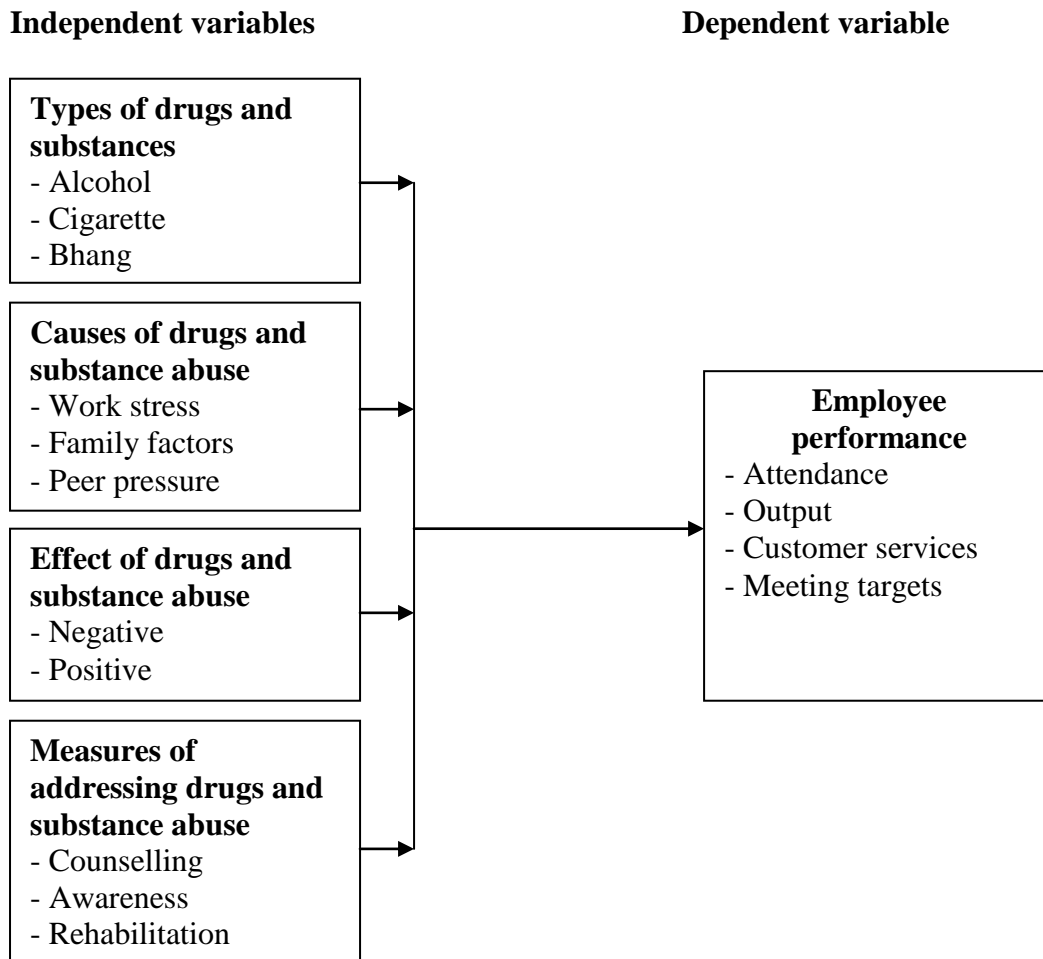 Independent variables
Dependent variable
Types of drugs and
substances
- Alcohol
- Cigarette
- Bhang
Causes of drugs and
substance abuse
- Work stress
- Family factors
- Peer pressure
Effect of drugs and
substance abuse
- Negative
- Positive
Measures of
addressing drugs and
substance abuse
- Counselling
- Awareness
- Rehabilitation
Employee
performance
- Attendance
- Output
- Customer services
- Meeting targets